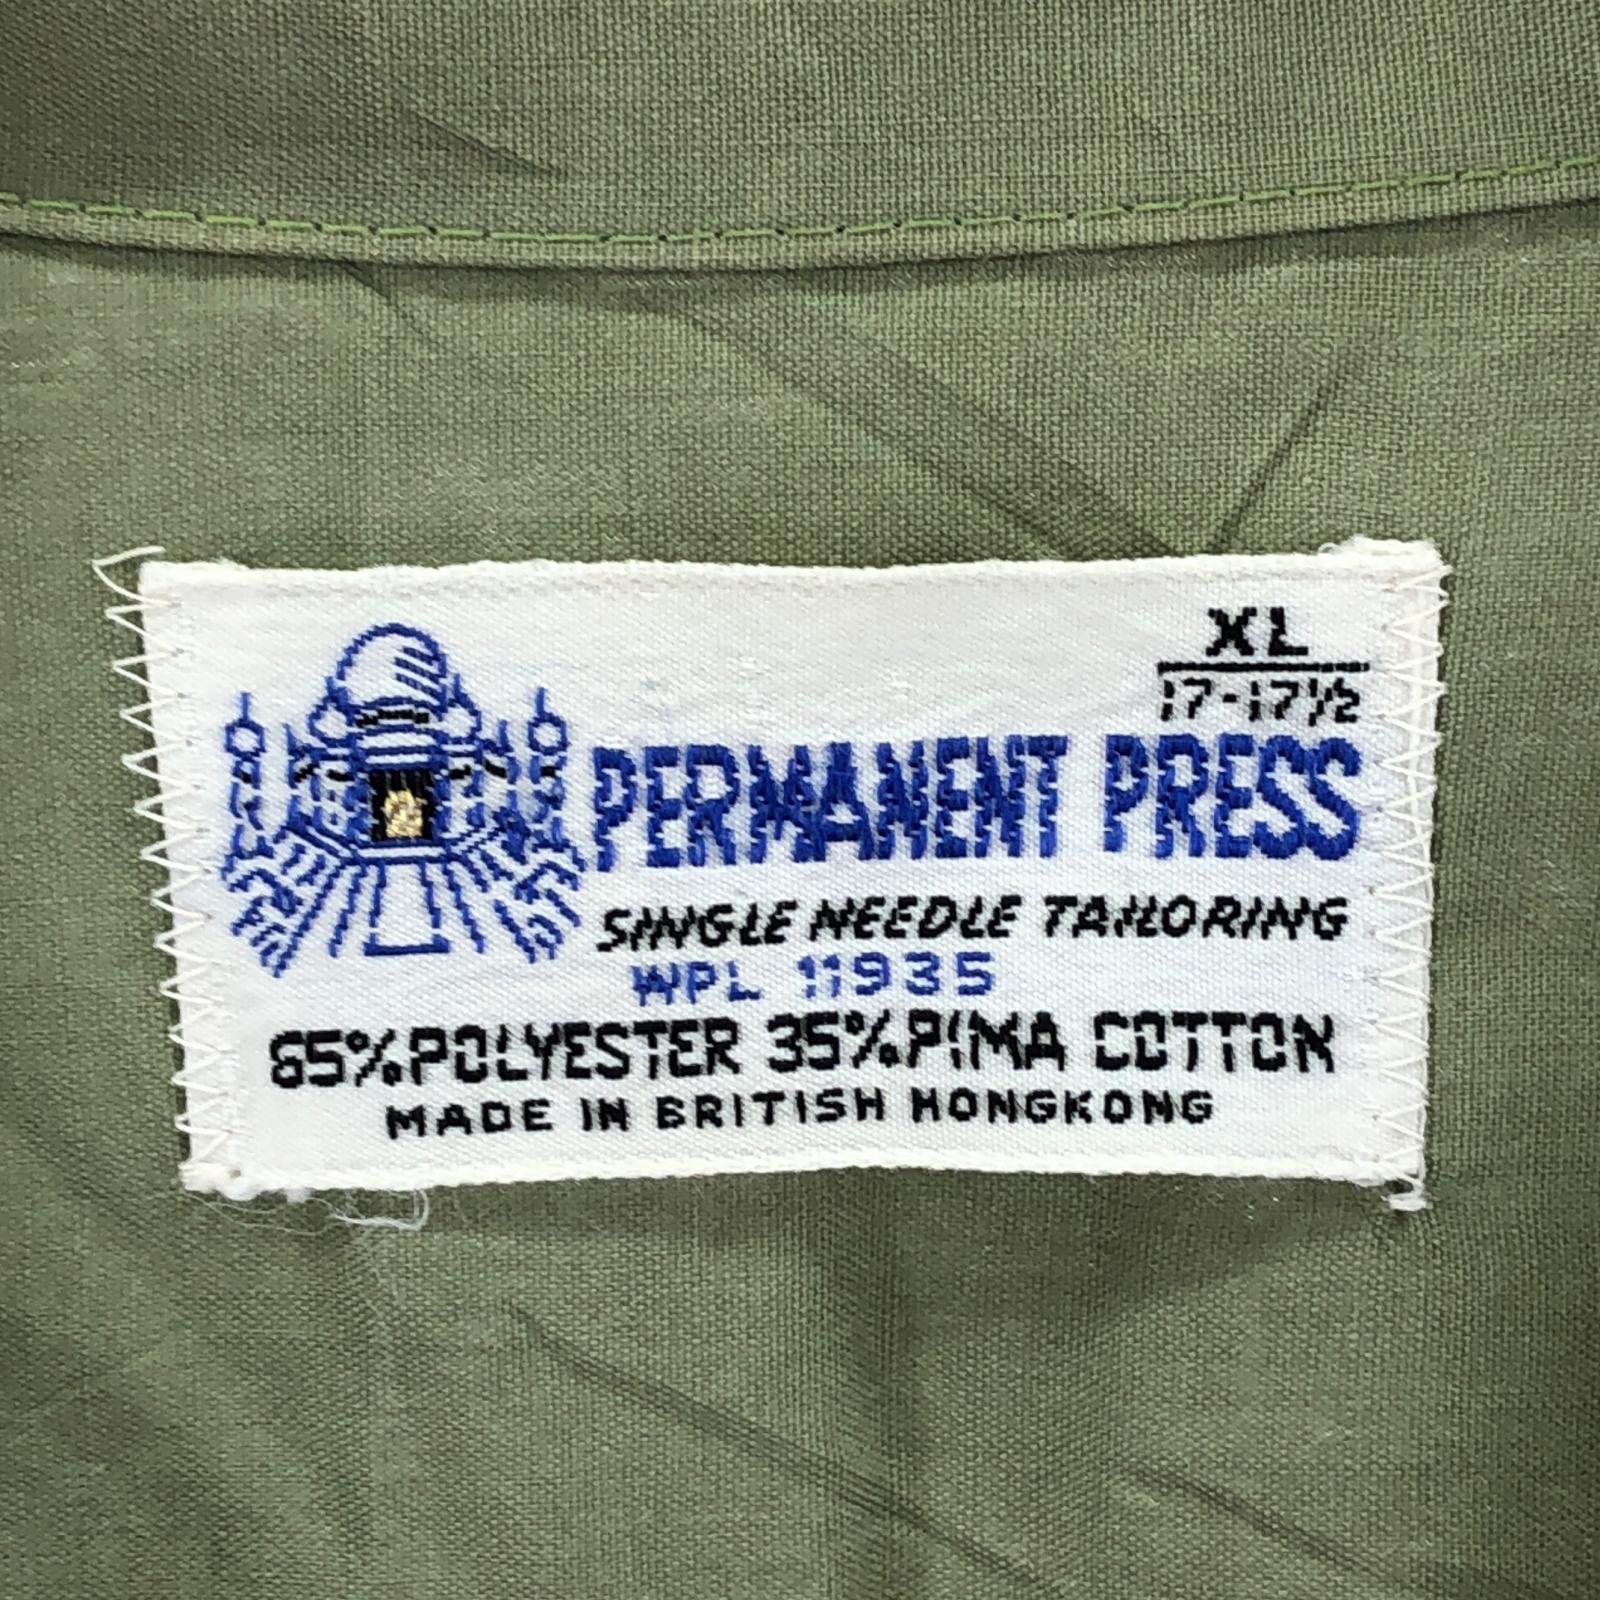 XL
17-17½
PERMANENT PRESS
SINGLE NEEDLE TAILORING
WPL 11935
65% POLYESTER 35% PIMA COTTON
MADE IN BRITISH HONGKONG